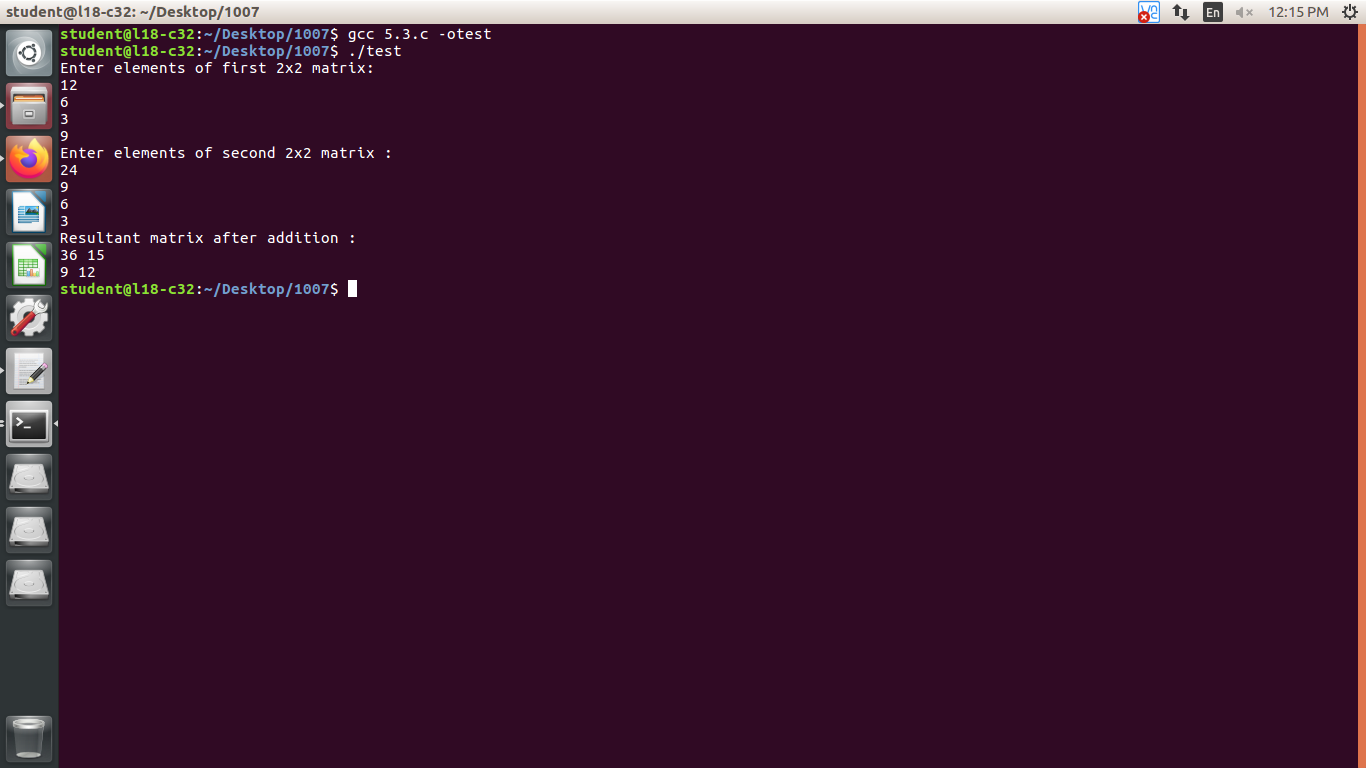 student@l18-c32: ~/Desktop/1007
En
12:15 PM
student@l18-c32:~/Desktop/1007$ gcc 5.3.c -otest
student@l18-c32:~/Desktop/1007$ ./test
Enter elements of first 2x2 matrix:
12
6
3
9
Enter elements of second 2x2 matrix :
24
9
6
3
Resultant matrix after addition :
36 15
9 12
student@l18-c32:~/Desktop/1007$